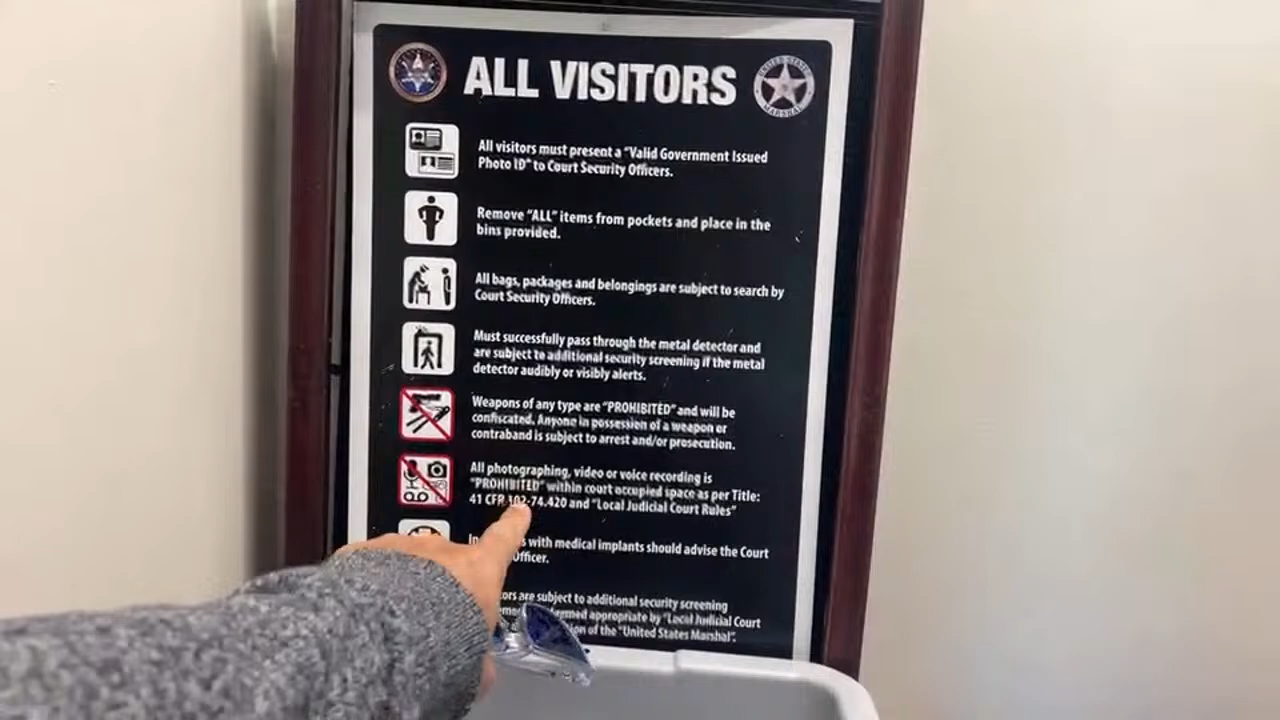 ALL VISITORS
UNITED STATES
MARSHAL
All visitors must present a "Valid Government Issued
Photo ID" to Court Security Officers.
Remove "ALL" items from pockets and place in the
bins provided.
All bags, packages and belongings are subject to search by
Court Security Officers.
Must successfully pass through the metal detector and
are subject to additional security screening if the metal
detector audibly or visibly alerts.
Weapons of any type are "PROHIBITED" and will be
confiscated. Anyone in possession of a weapon or
contraband is subject to arrest and/or prosecution.
All photographing, video or voice recording is
"PROHIBITED" within court occupied space as per Title:
41 CFR 102-74.420 and "Local Judicial Court Rules"
with medical implants should advise the Court
Officer.
are subject to additional security screening
appropriate by "Local Judicial Court
of the "United States Marshal".